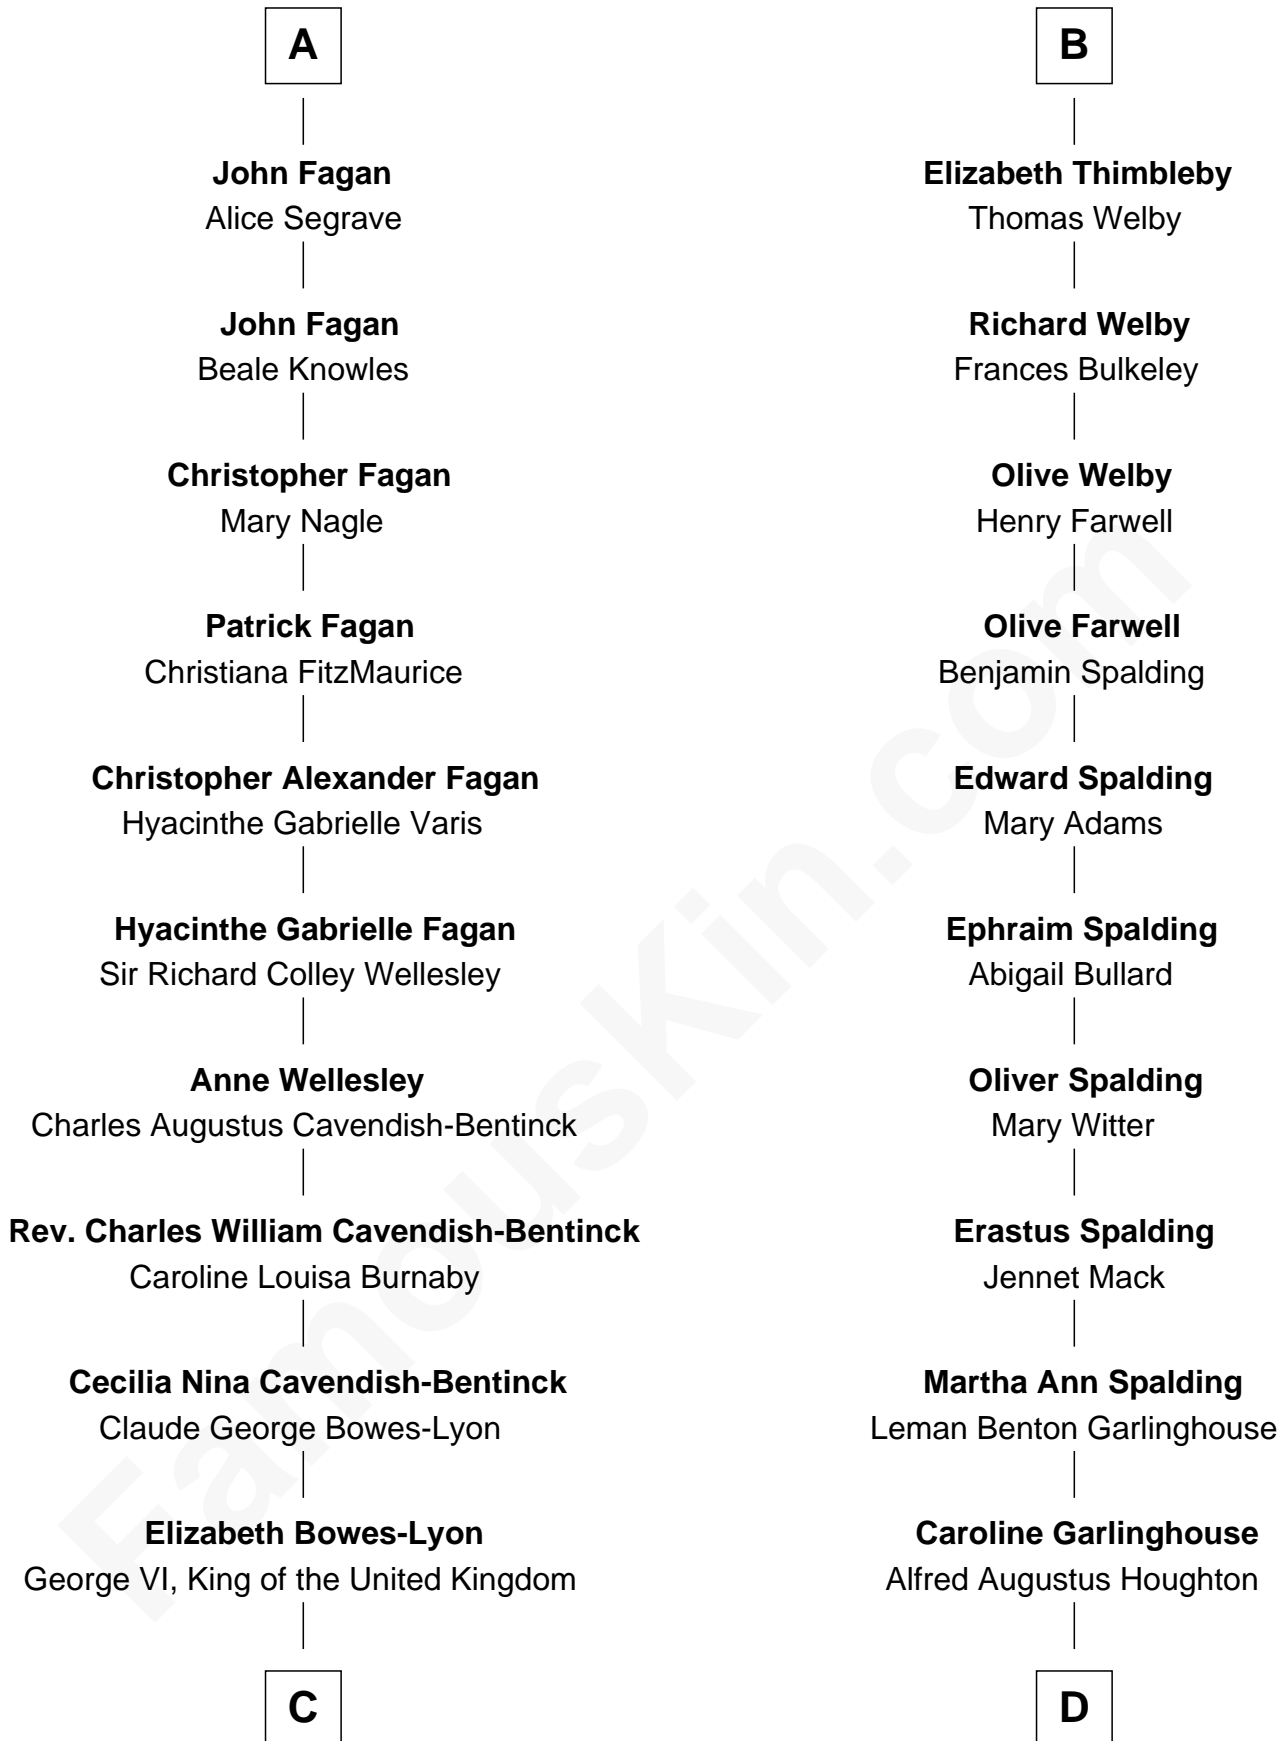 A
John Fagan
Alice Segrave
John Fagan
Beale Knowles
Christopher Fagan
Mary Nagle
Patrick Fagan
Christiana FitzMaurice
Christopher Alexander Fagan
Hyacinthe Gabrielle Varis
Hyacinthe Gabrielle Fagan
Sir Richard Colley Wellesley
Anne Wellesley
Charles Augustus Cavendish-Bentinck
Rev. Charles William Cavendish-Bentinck
Caroline Louisa Burnaby
Cecilia Nina Cavendish-Bentinck
Claude George Bowes-Lyon
Elizabeth Bowes-Lyon
George VI, King of the United Kingdom
C
B
Elizabeth Thimbleby
Thomas Welby
Richard Welby
Frances Bulkeley
Olive Welby
Henry Farwell
Olive Farwell
Benjamin Spalding
Edward Spalding
Mary Adams
Ephraim Spalding
Abigail Bullard
Oliver Spalding
Mary Witter
Erastus Spalding
Jennet Mack
Martha Ann Spalding
Leman Benton Garlinghouse
Caroline Garlinghouse
Alfred Augustus Houghton
D
FamousKin.com